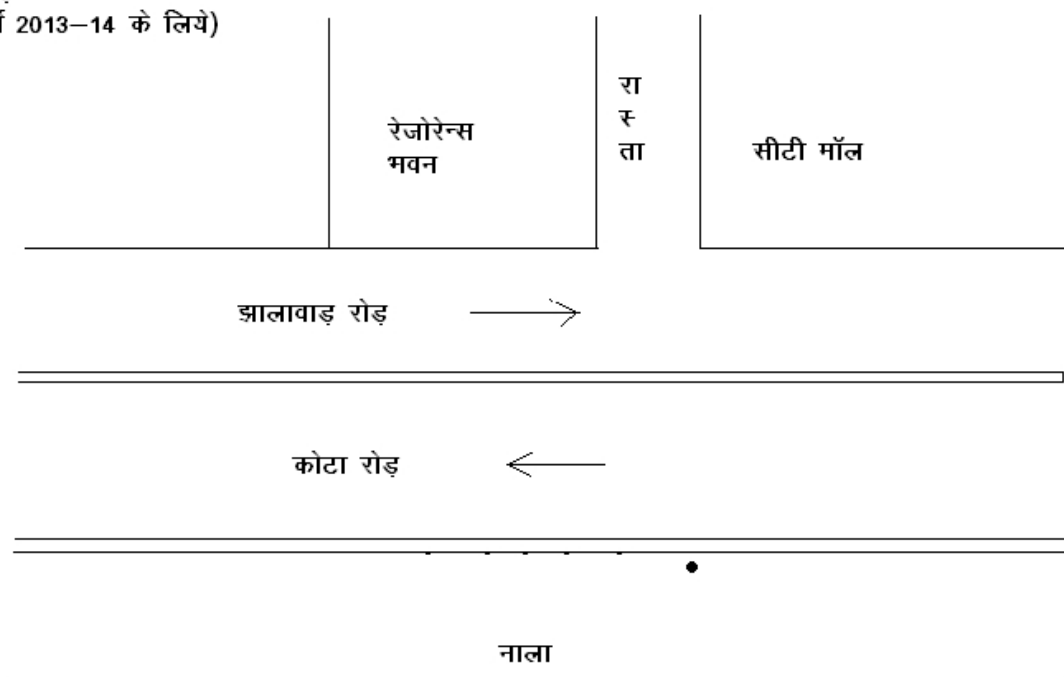 2013–14 के लिये)
रास्ता
रेजोरेन्स
भवन
सीटी मॉल
झालावाड़ रोड़
कोटा रोड़
नाला